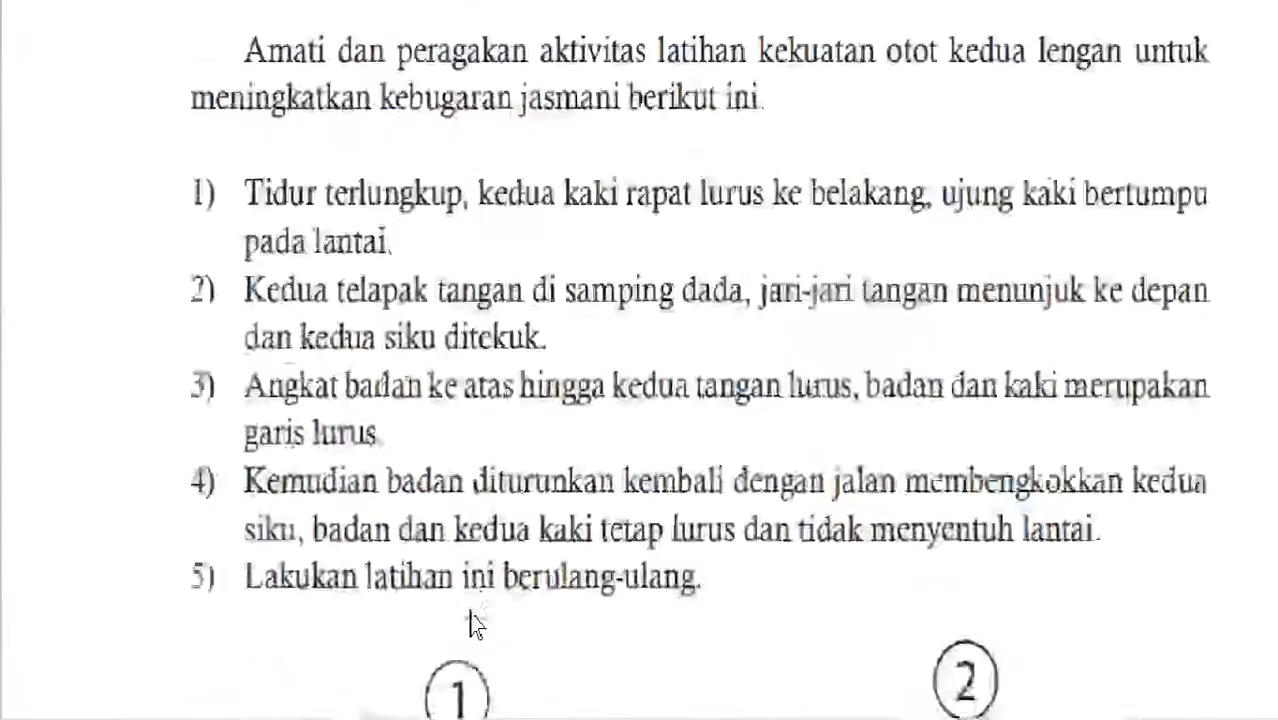 Amati dan peragakan aktivitas latihan kekuatan otot kedua lengan untuk
meningkatkan kebugaran jasmani berikut ini.
1) Tidur terlungkup, kedua kaki rapat lurus ke belakang, ujung kaki bertumpu
pada lantai.
2) Kedua telapak tangan di samping dada, jari-jari tangan menunjuk ke depan
dan kedua siku ditekuk.
3) Angkat badan ke atas hingga kedua tangan lurus, badan dan kaki merupakan
garis lurus.
4) Kemudian badan diturunkan kembali dengan jalan membengkokkan kedua
siku, badan dan kedua kaki tetap lurus dan tidak menyentuh lantai.
5) Lakukan latihan ini berulang-ulang.
1 2